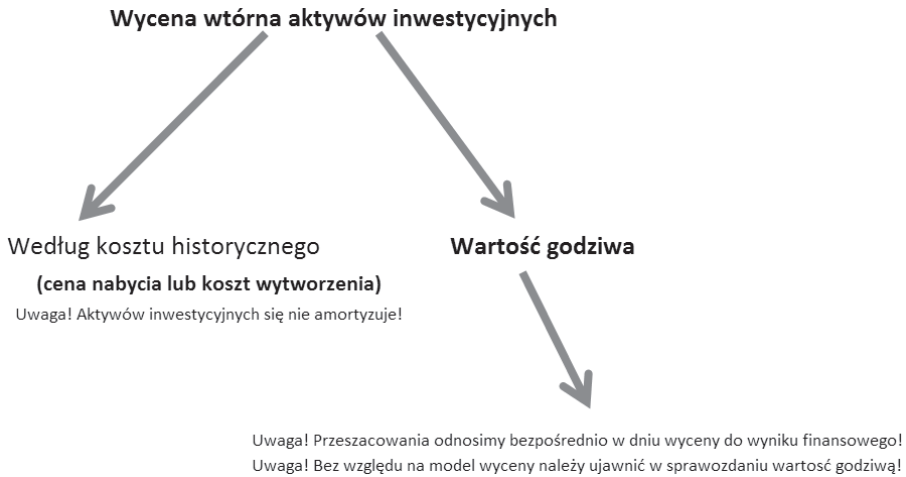 Wycena wtórna aktywów inwestycyjnych
Według kosztu historycznego
(cena nabycia lub koszt wytworzenia)
Uwaga! Aktywów inwestycyjnych się nie amortyzuje!
Wartość godziwa
Uwaga! Przeszacowania odnosimy bezpośrednio w dniu wyceny do wyniku finansowego!
Uwaga! Bez względu na model wyceny należy ujawnić w sprawozdaniu wartosć godziwą!